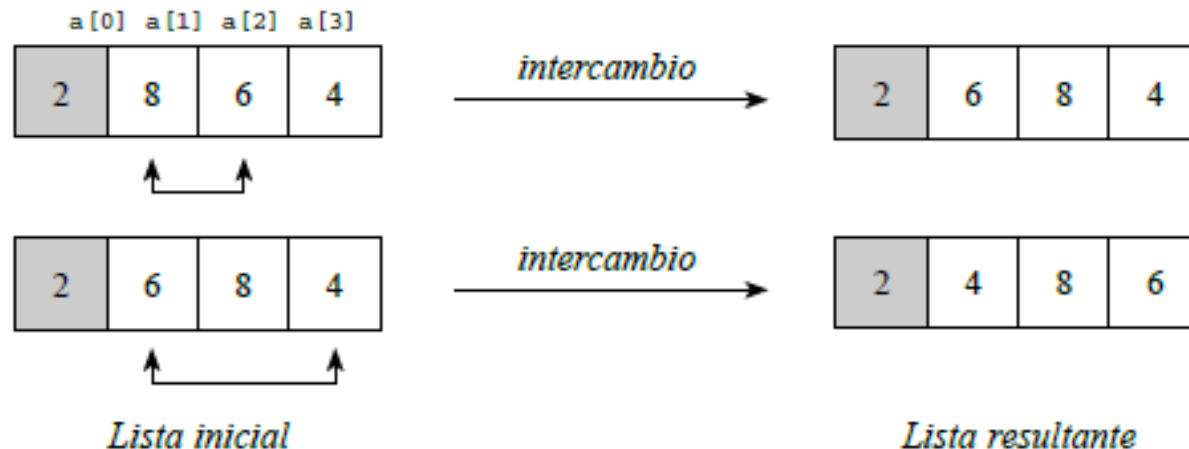 a[0] a[1] a[2] a[3]
2 8 6 4 intercambio 2 6 8 4
2 6 8 4 intercambio 2 4 8 6
Lista inicial Lista resultante